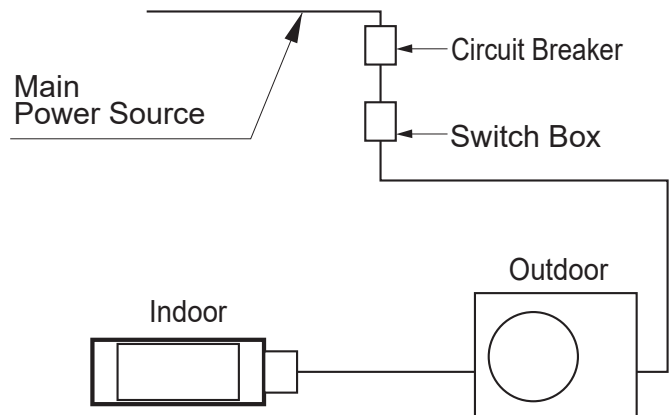 Circuit Breaker
Main
Power Source
Switch Box
Outdoor
Indoor